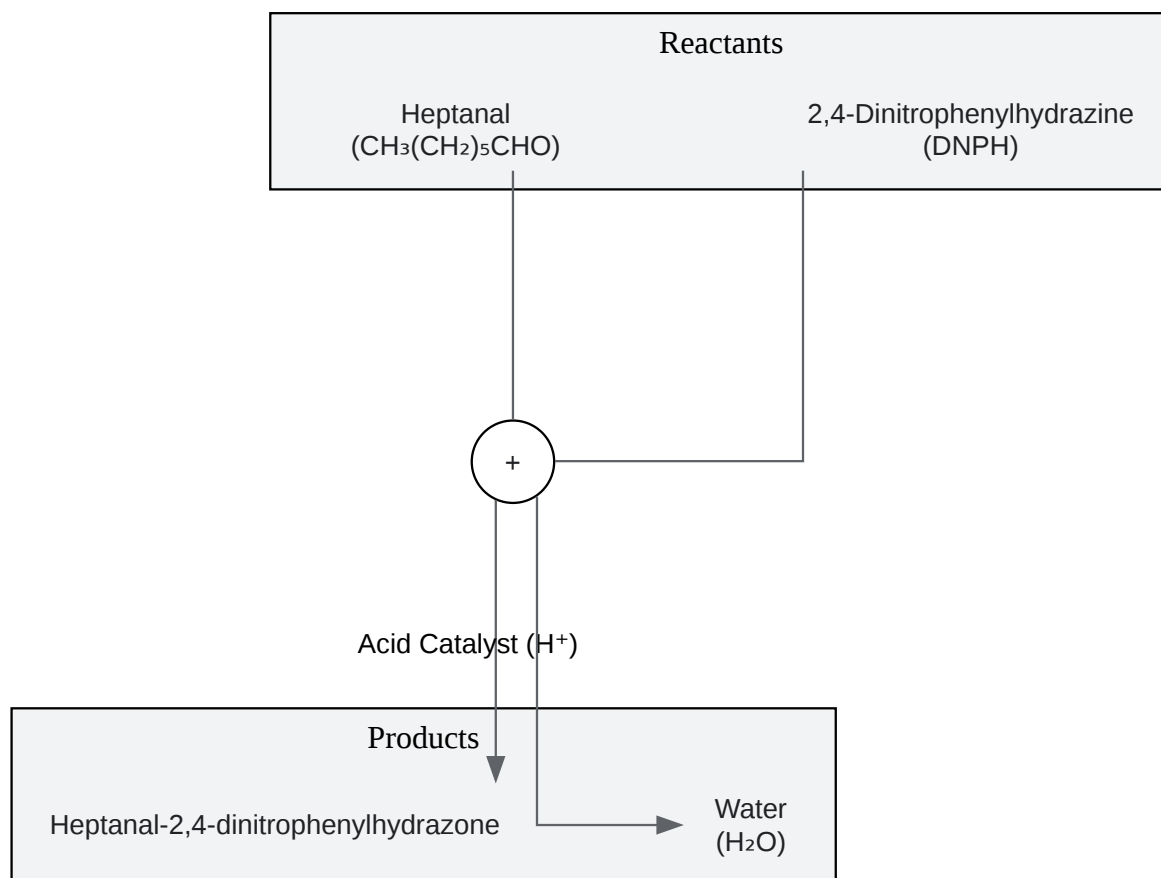 Reactants
Heptanal
(CH₃(CH₂)₅CHO)
2,4-Dinitrophenylhydrazine
(DNPH)
+
Acid Catalyst (H⁺)
Products
Heptanal-2,4-dinitrophenylhydrazone
Water
(H₂O)